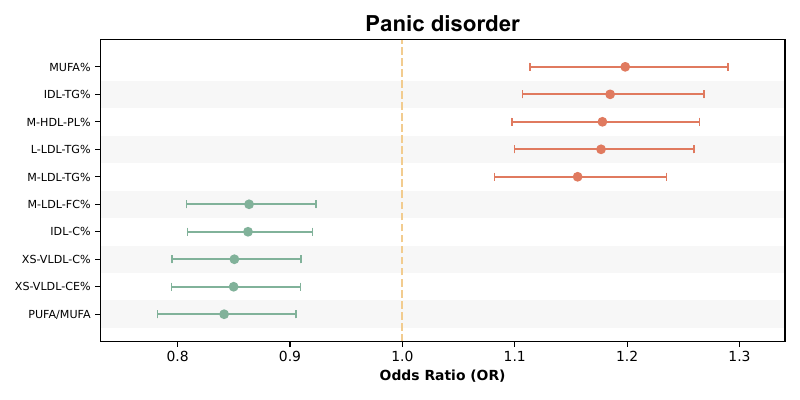 Panic disorder
MUFA%
IDL-TG%
M-HDL-PL%
L-LDL-TG%
M-LDL-TG%
M-LDL-FC%
IDL-C%
XS-VLDL-C%
XS-VLDL-CE%
PUFA/MUFA
0.8 0.9 1.0 1.1 1.2 1.3
Odds Ratio (OR)